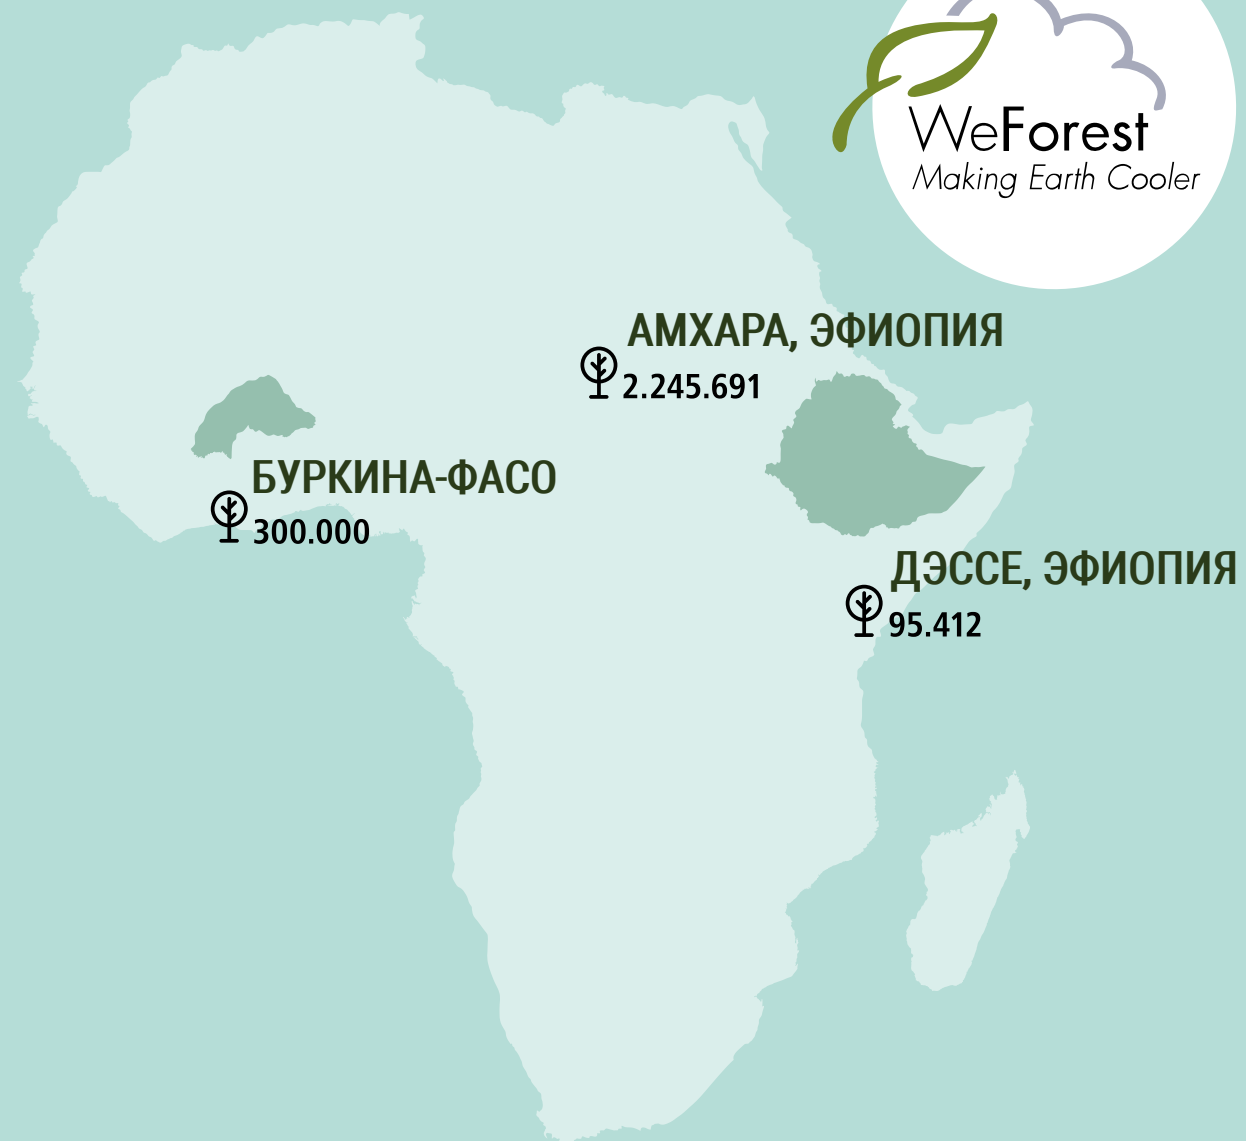 WeForest
Making Earth Cooler
АМХАРА, ЭФИОПИЯ
2.245.691
БУРКИНА-ФАСО
300.000
ДЭССЕ, ЭФИОПИЯ
95.412